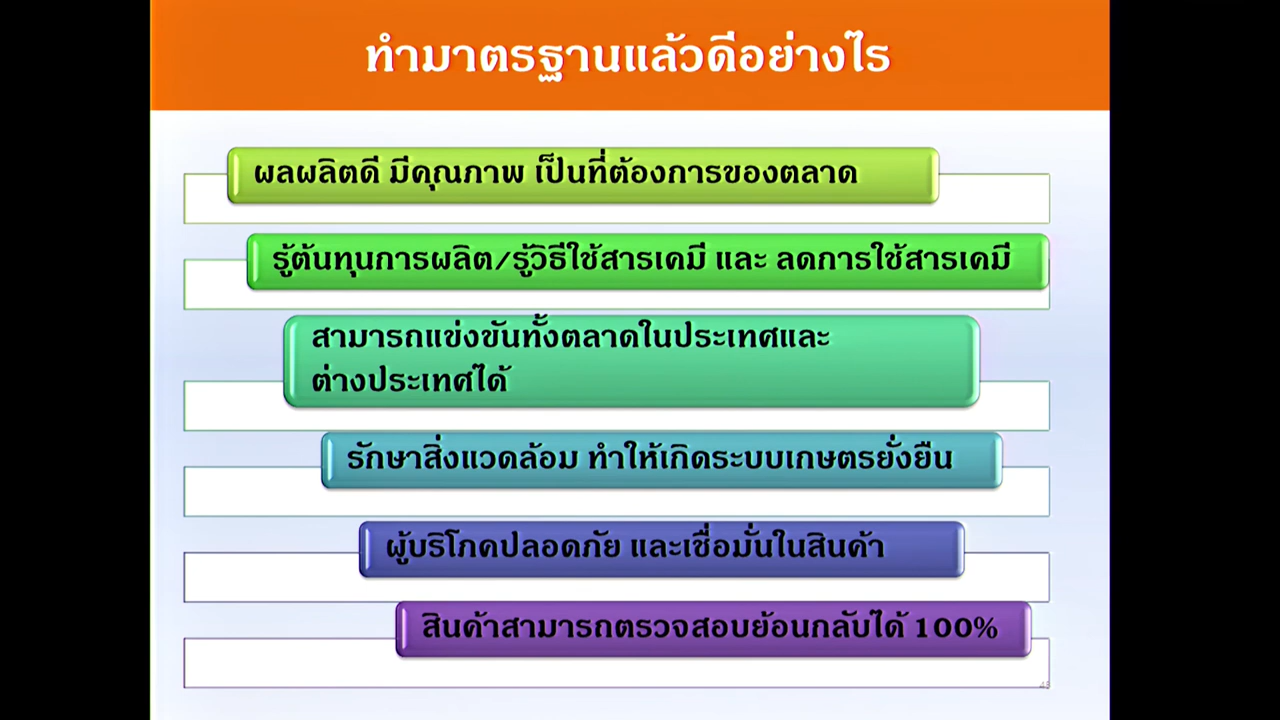 ทำมาตรฐานแล้วดีอย่างไร
ผลผลิตดี มีคุณภาพ เป็นที่ต้องการของตลาด
รู้ต้นทุนการผลิต/รู้วิธีใช้สารเคมี และ ลดการใช้สารเคมี
สามารถแข่งขันทั้งตลาดในประเทศและ
ต่างประเทศได้
รักษาสิ่งแวดล้อม ทำให้เกิดระบบเกษตรยั่งยืน
ผู้บริโภคปลอดภัย และเชื่อมั่นในสินค้า
สินค้าสามารถตรวจสอบย้อนกลับได้ 100%